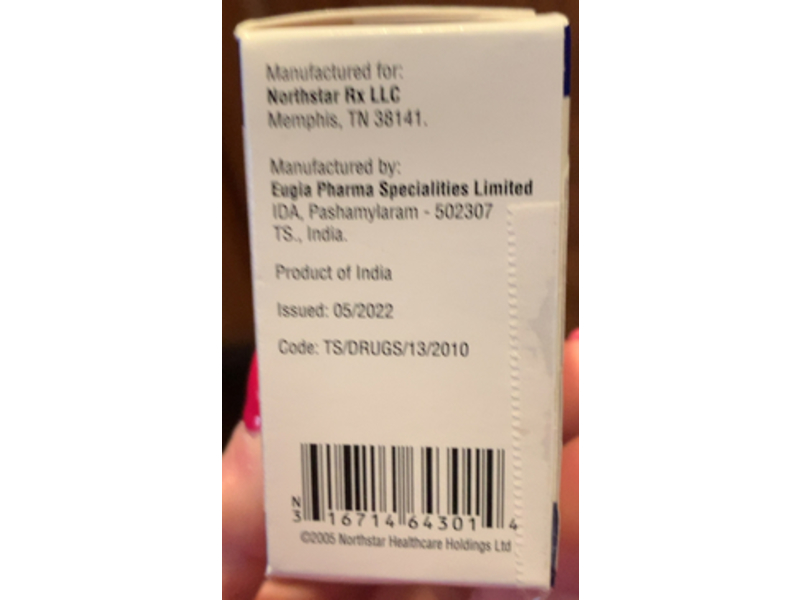 Manufactured for:
Northstar Rx LLC
Memphis, TN 38141.
Manufactured by:
Eugia Pharma Specialities Limited
IDA, Pashamylaram - 502307
TS., India.
Product of India
Issued: 05/2022
Code: TS/DRUGS/13/2010
N
3 16714 64301 4
©2005 Northstar Healthcare Holdings Ltd